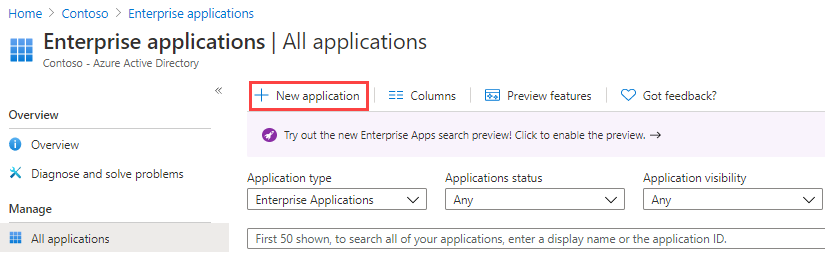 Home > Contoso > Enterprise applications
Enterprise applications | All applications
Contoso - Azure Active Directory
«
Overview
Overview
Diagnose and solve problems
Manage
All applications
New application
Columns
Preview features
Got feedback?
Try out the new Enterprise Apps search preview! Click to enable the preview. →
Application type
Enterprise Applications
Applications status
Any
Application visibility
Any
First 50 shown, to search all of your applications, enter a display name or the application ID.